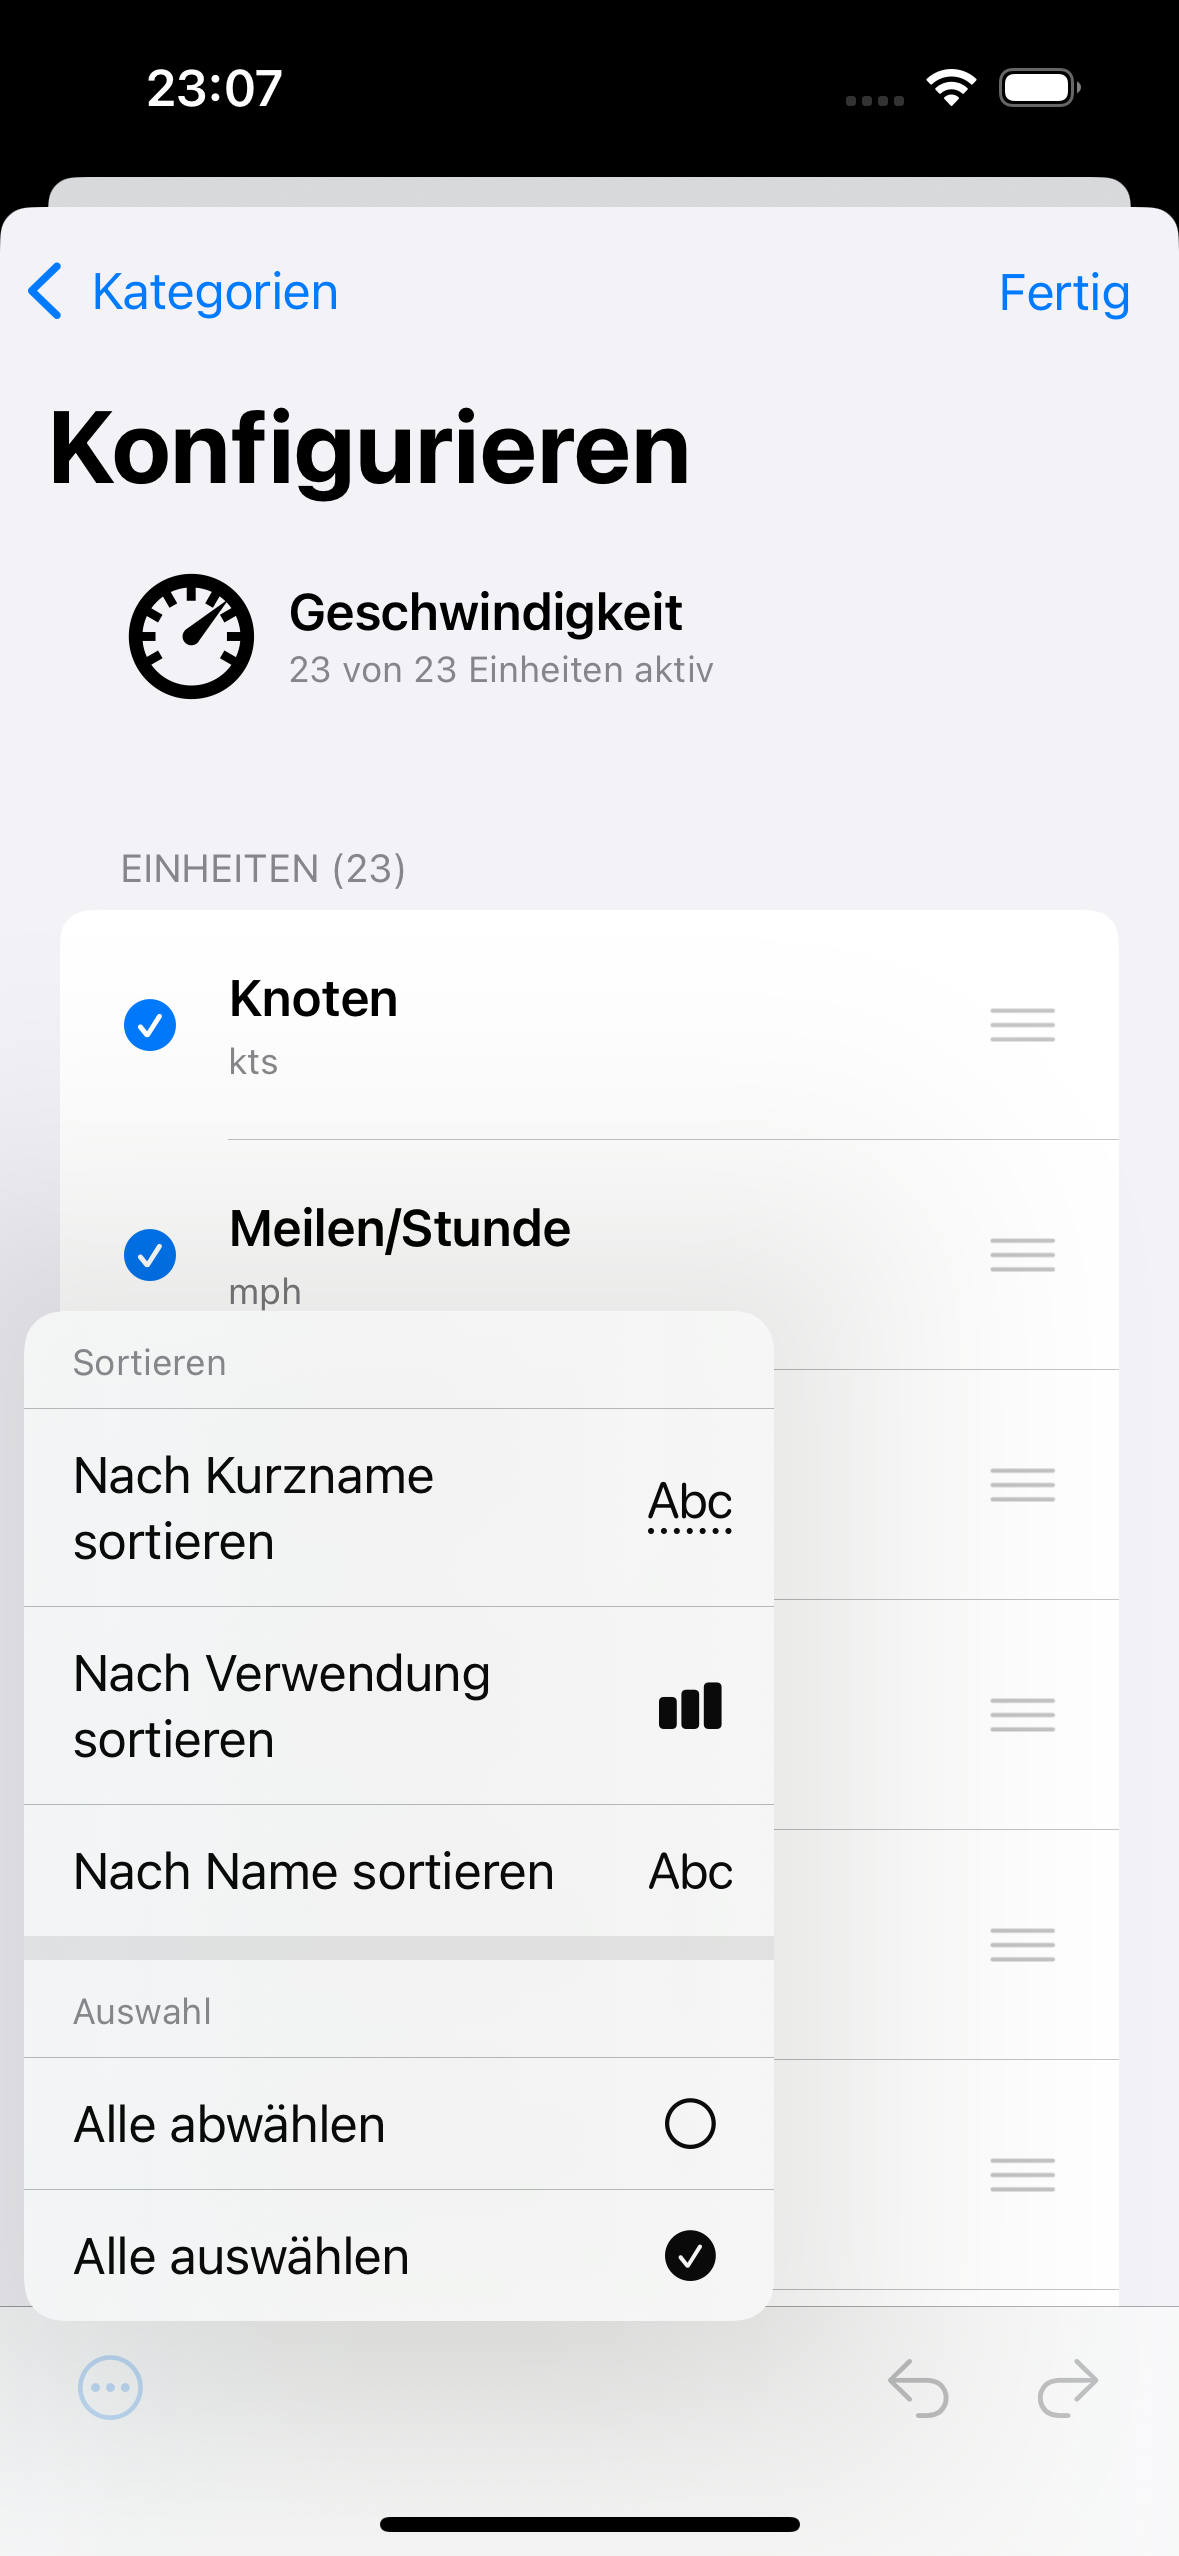 23:07
Kategorien
Fertig
Konfigurieren
Geschwindigkeit
23 von 23 Einheiten aktiv
EINHEITEN (23)
Knoten
kts
Meilen/Stunde
mph
Sortieren
Nach Kurzname
sortieren
Abc
Nach Verwendung
sortieren
Nach Name sortieren
Abc
Auswahl
Alle abwählen
Alle auswählen